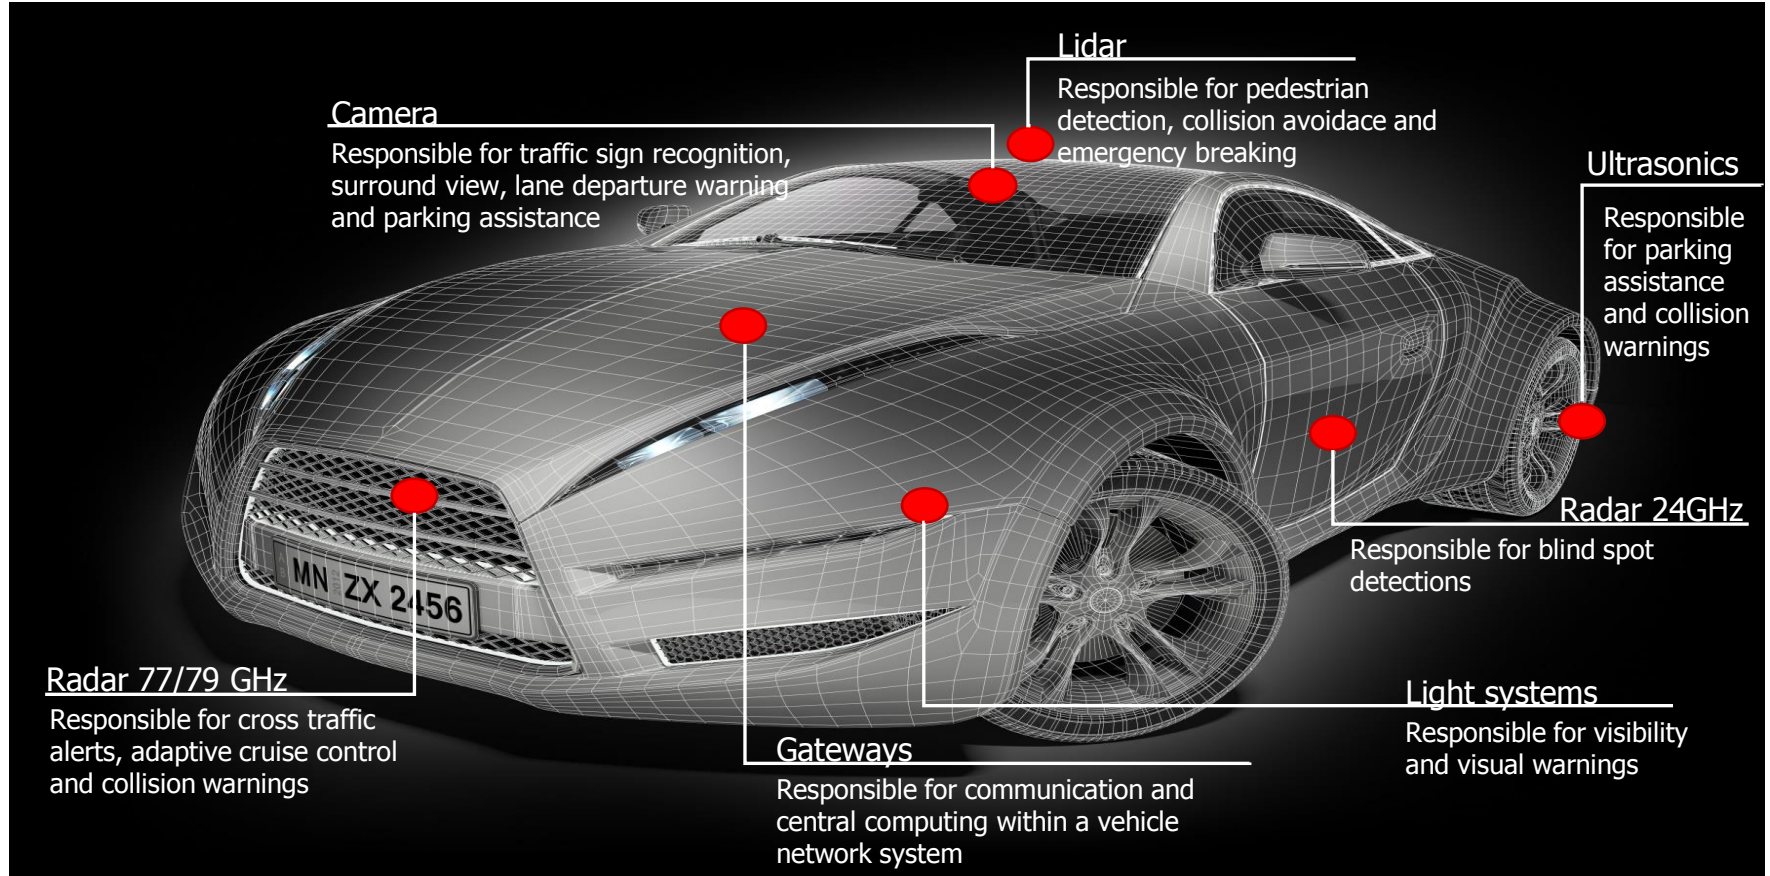 Lidar
Responsible for pedestrian
detection, collision avoidace and
emergency breaking
Camera
Responsible for traffic sign recognition,
surround view, lane departure warning
and parking assistance
Ultrasonics
Responsible
for parking
assistance
and collision
warnings
Radar 24GHz
Responsible for blind spot
detections
MN ZX 2456
Radar 77/79 GHz
Responsible for cross traffic
alerts, adaptive cruise control
and collision warnings
Light systems
Responsible for visibility
and visual warnings
Gateways
Responsible for communication and
central computing within a vehicle
network system